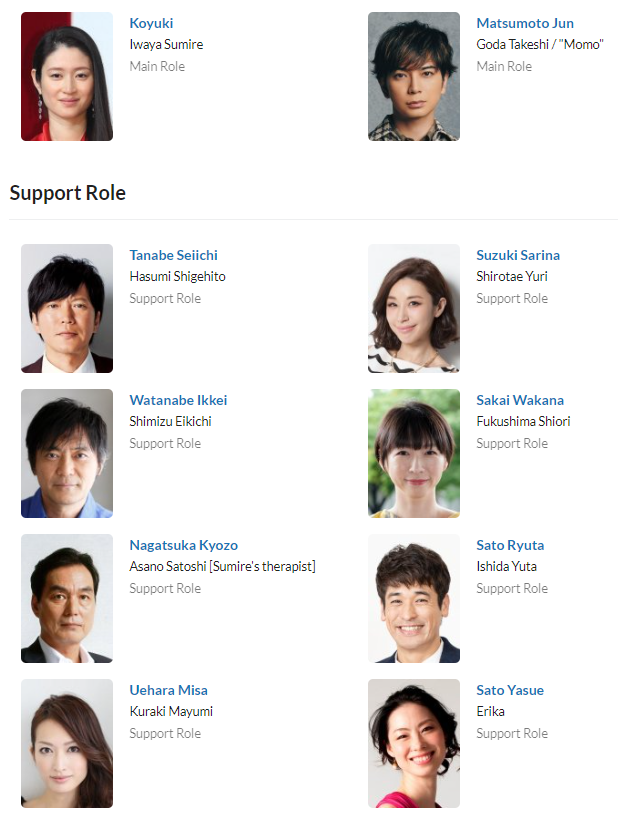 Koyuki
Iwaya Sumire
Main Role
Matsumoto Jun
Goda Takeshi / "Momo"
Main Role
Support Role
Tanabe Seiichi
Hasumi Shigehito
Support Role
Suzuki Sarina
Shirotae Yuri
Support Role
Watanabe Ikkei
Shimizu Eikichi
Support Role
Sakai Wakana
Fukushima Shiori
Support Role
Nagatsuka Kyozo
Asano Satoshi [Sumire's therapist]
Support Role
Sato Ryuta
Ishida Yuta
Support Role
Uehara Misa
Kuraki Mayumi
Support Role
Sato Yasue
Erika
Support Role